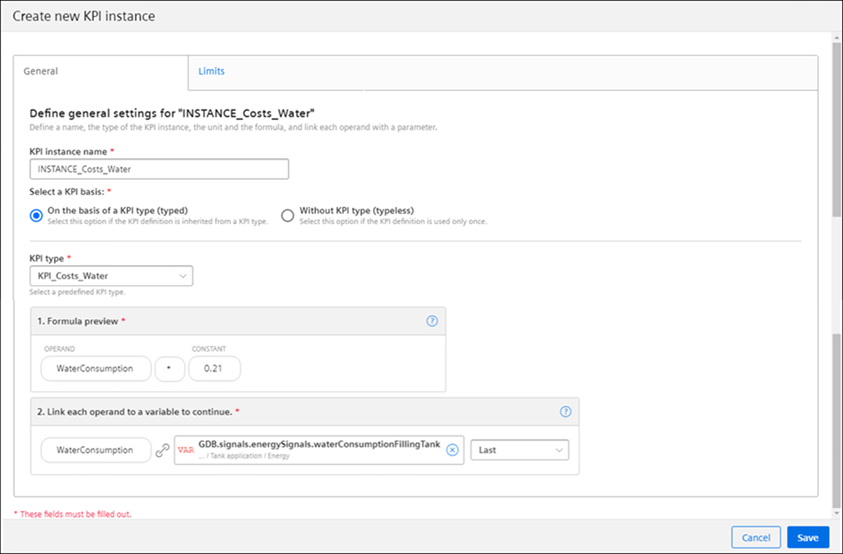 Create new KPI instance
General
Limits
Define general settings for "INSTANCE_Costs_Water"
Define a name, the type of the KPI instance, the unit and the formula, and link each operand with a parameter.
KPI instance name *
INSTANCE_Costs_Water
Select a KPI basis: *
On the basis of a KPI type (typed)
Select this option if the KPI definition is inherited from a KPI type.
Without KPI type (typeless)
Select this option if the KPI definition is used only once.
KPI type *
KPI_Costs_Water
Select a predefined KPI type.
1. Formula preview *
?
OPERAND
CONSTANT
WaterConsumption
*
0.21
2. Link each operand to a variable to continue. *
?
WaterConsumption
VAR
GDB.signals.energySignals.waterConsumptionFillingTank
... / Tank application / Energy
Last
* These fields must be filled out.
Cancel
Save